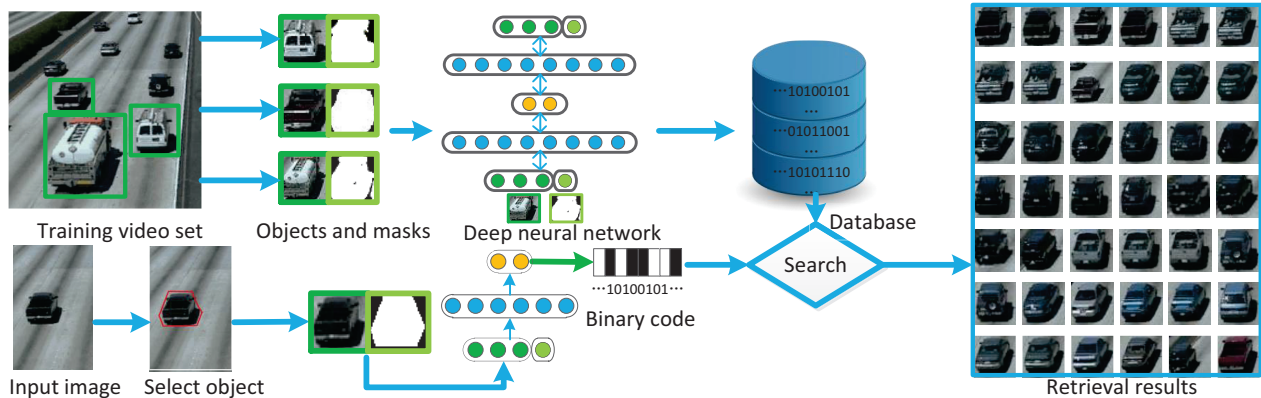 ···10100101
...
···01011001
...
···10101110
...
Training video set
Objects and masks
Deep neural network
Database
Search
···10100101···
Binary code
Input image
Select object
Retrieval results